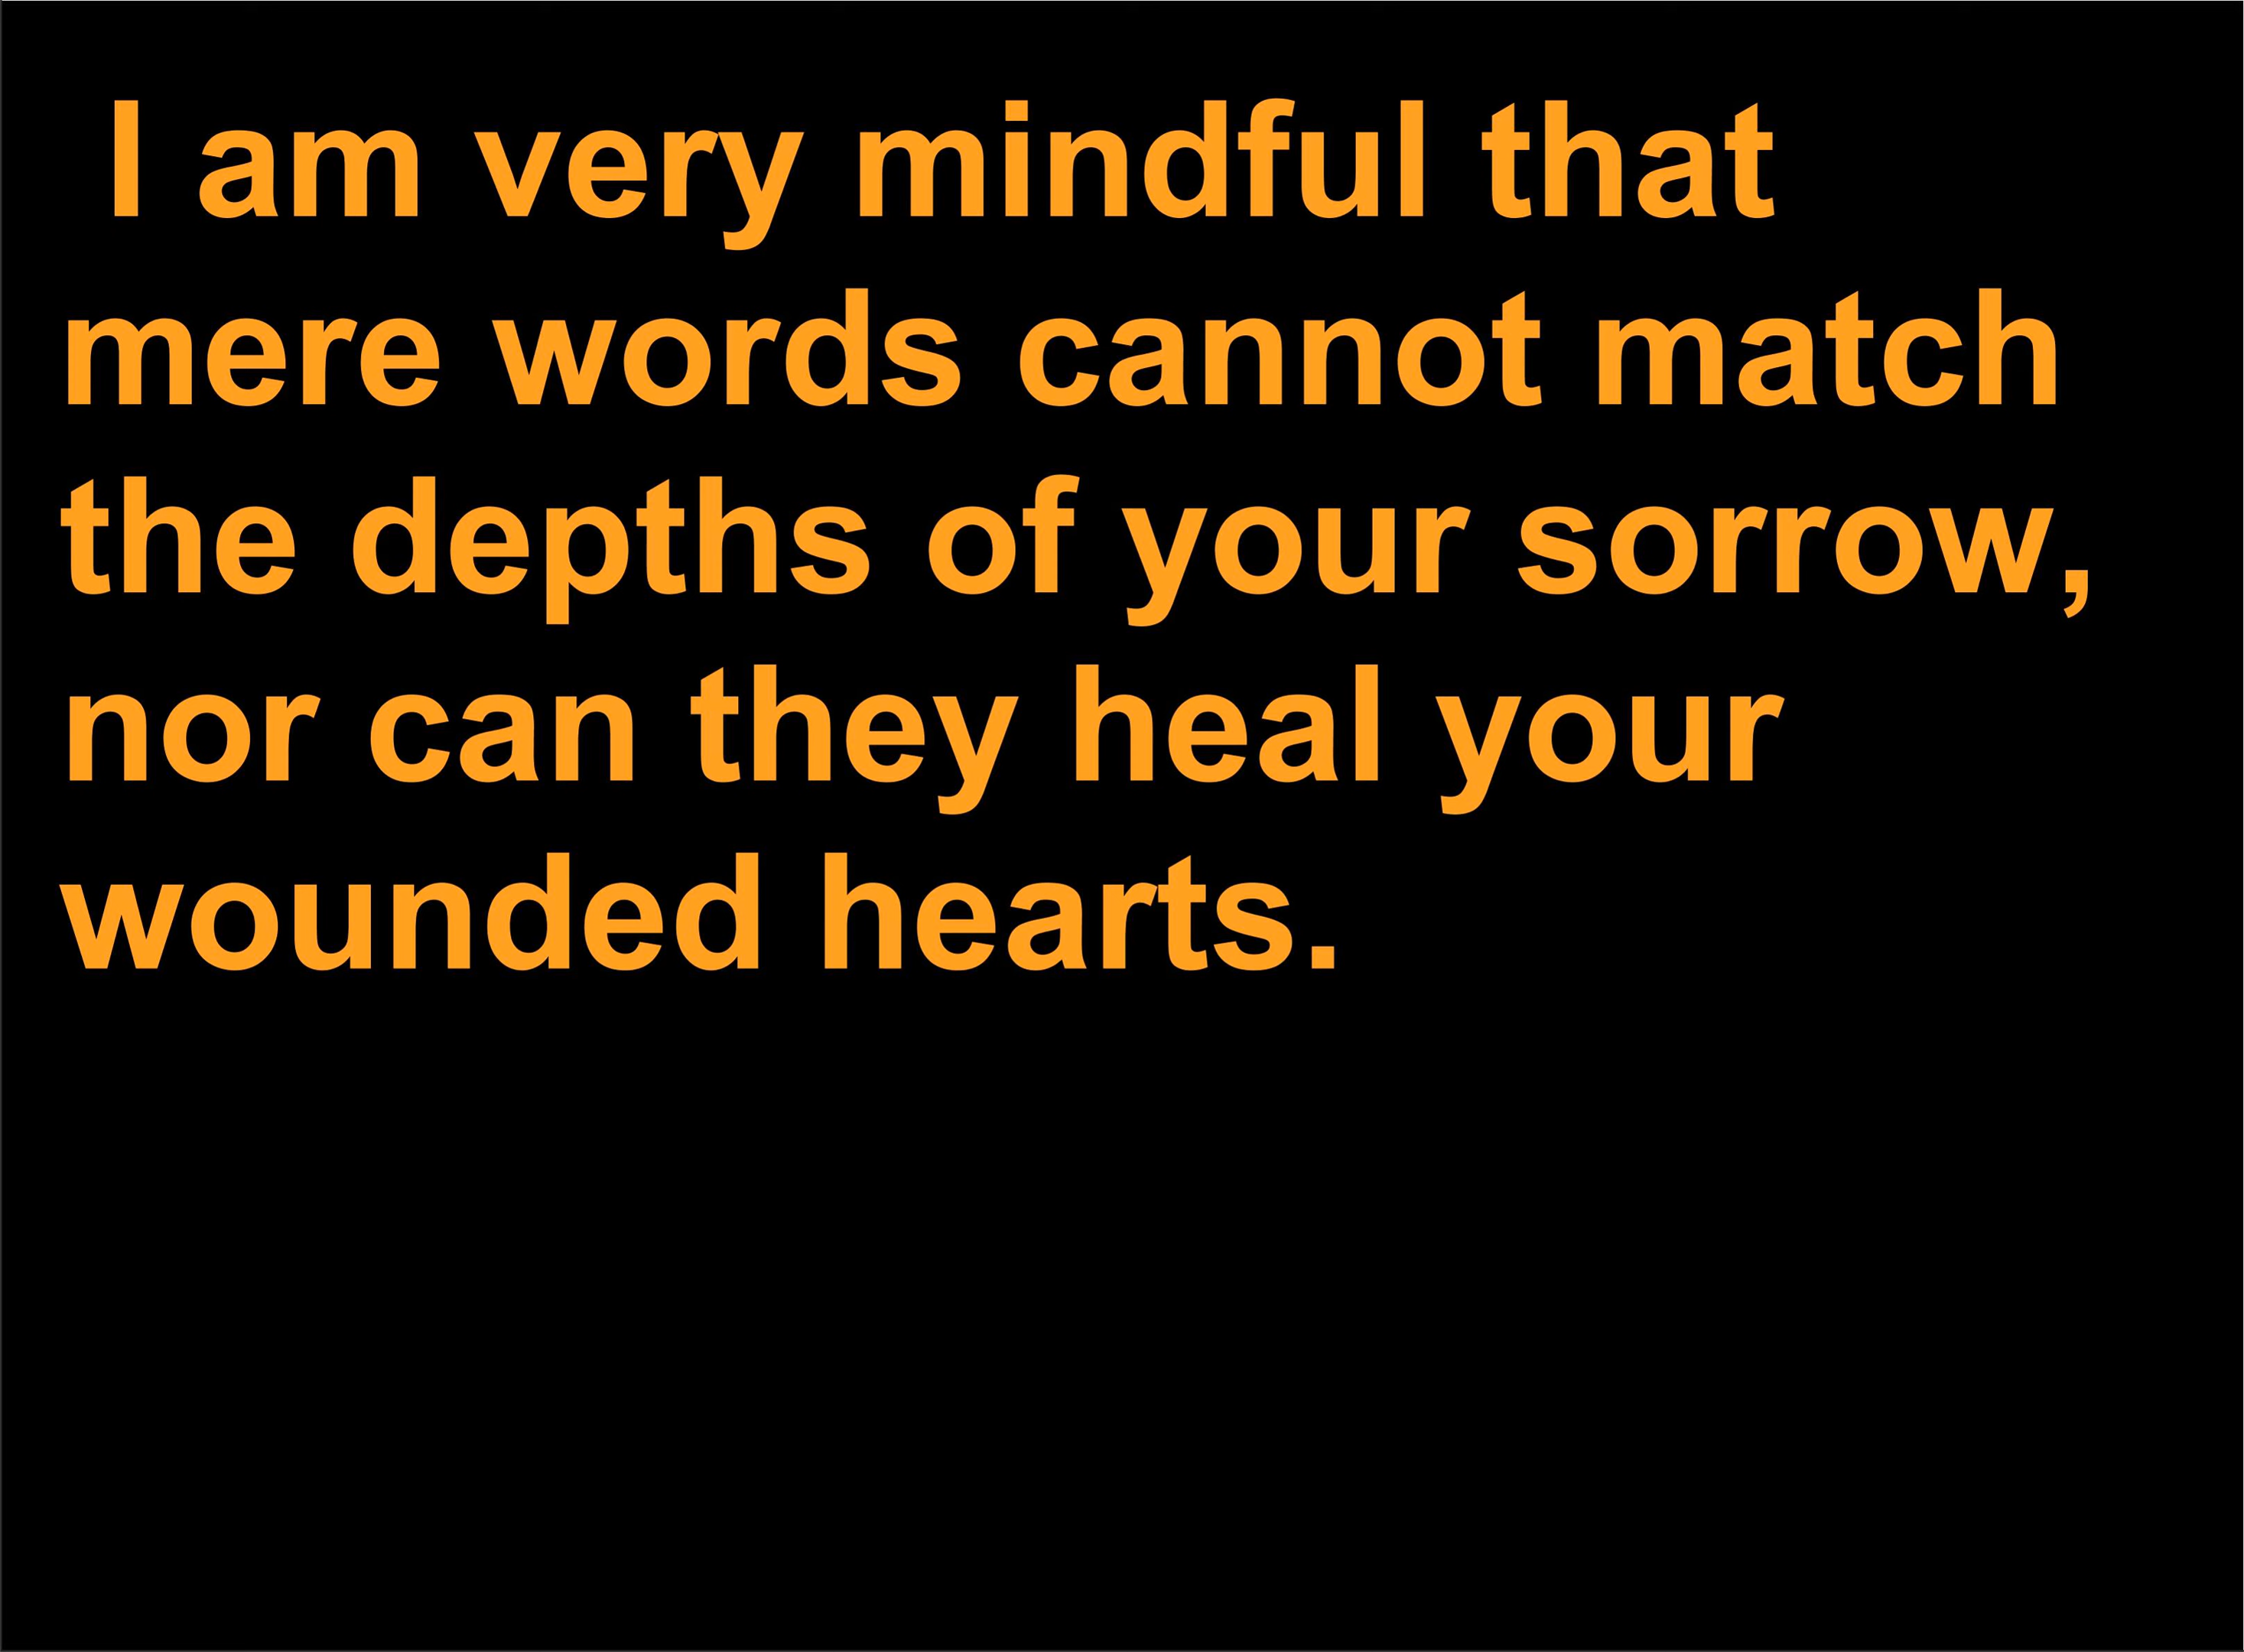 I am very mindful that
mere words cannot match
the depths of your sorrow,
nor can they heal your
wounded hearts.